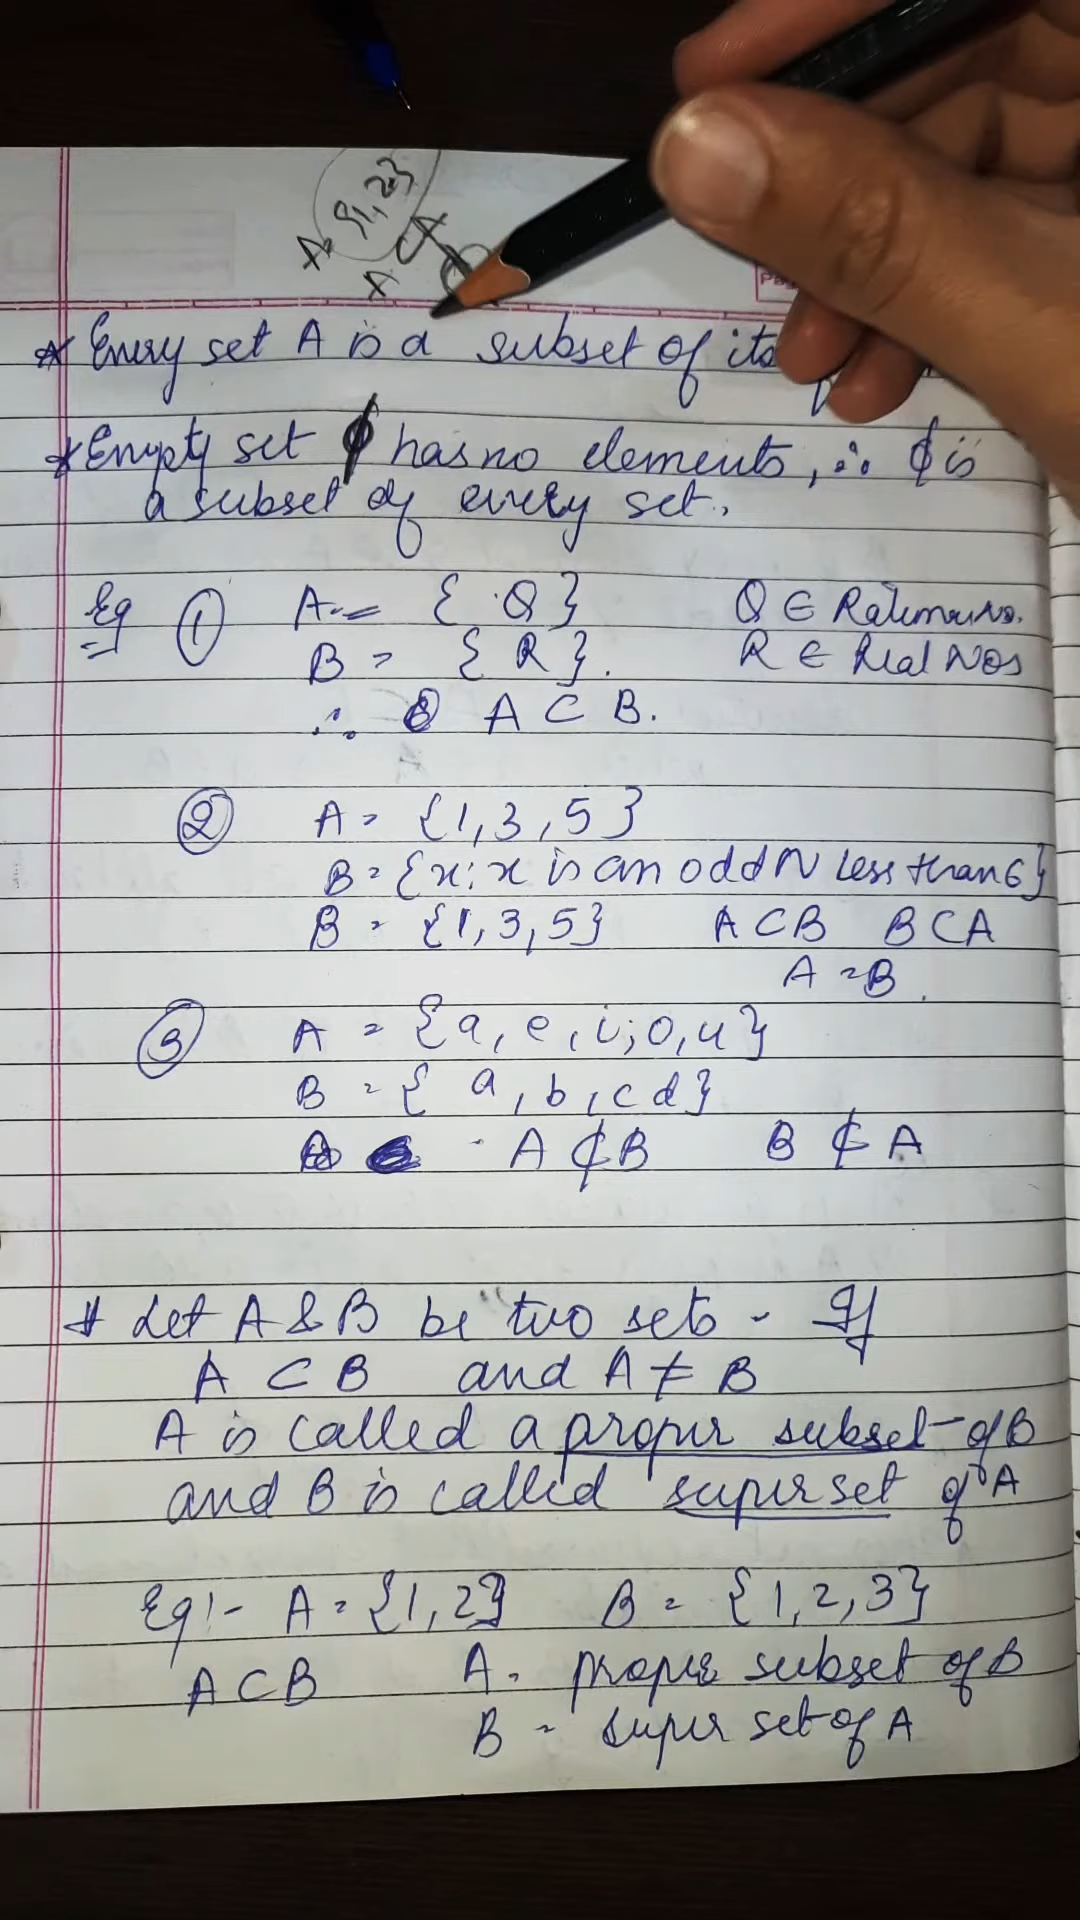 A = {1,2}
A ⊂ A
* Every set A is a subset of
* Empty set ϕ has no elements, ∴ ϕ is
a subset of every set.
Eg ① A = { Q } Q ∈ Rational Nos.
B = { R }. R ∈ Real Nos
∴ A ⊂ B.
② A = {1, 3, 5}
B = {x: x is an odd N less than 6}
B = {1, 3, 5} A ⊂ B B ⊂ A
A = B
③ A = {a, e, i, o, u}
B = { a, b, c d}
A ⊄ B B ⊄ A
* Let A & B be two sets - If
A ⊂ B and A ≠ B
A is called a proper subset of B
and B is called superset of A
Eg:- A = {1, 2} B = {1, 2, 3}
A ⊂ B A = proper subset of B
B = super set of A